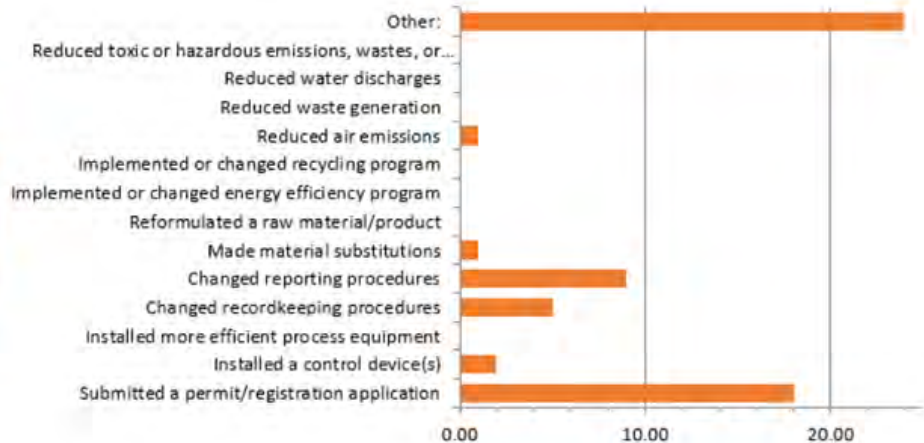 Other:
Reduced toxic or hazardous emissions, wastes, or...
Reduced water discharges
Reduced waste generation
Reduced air emissions
Implemented or changed recycling program
Implemented or changed energy efficiency program
Reformulated a raw material/product
Made material substitutions
Changed reporting procedures
Changed recordkeeping procedures
Installed more efficient process equipment
Installed a control device(s)
Submitted a permit/registration application
0.00 10.00 20.00